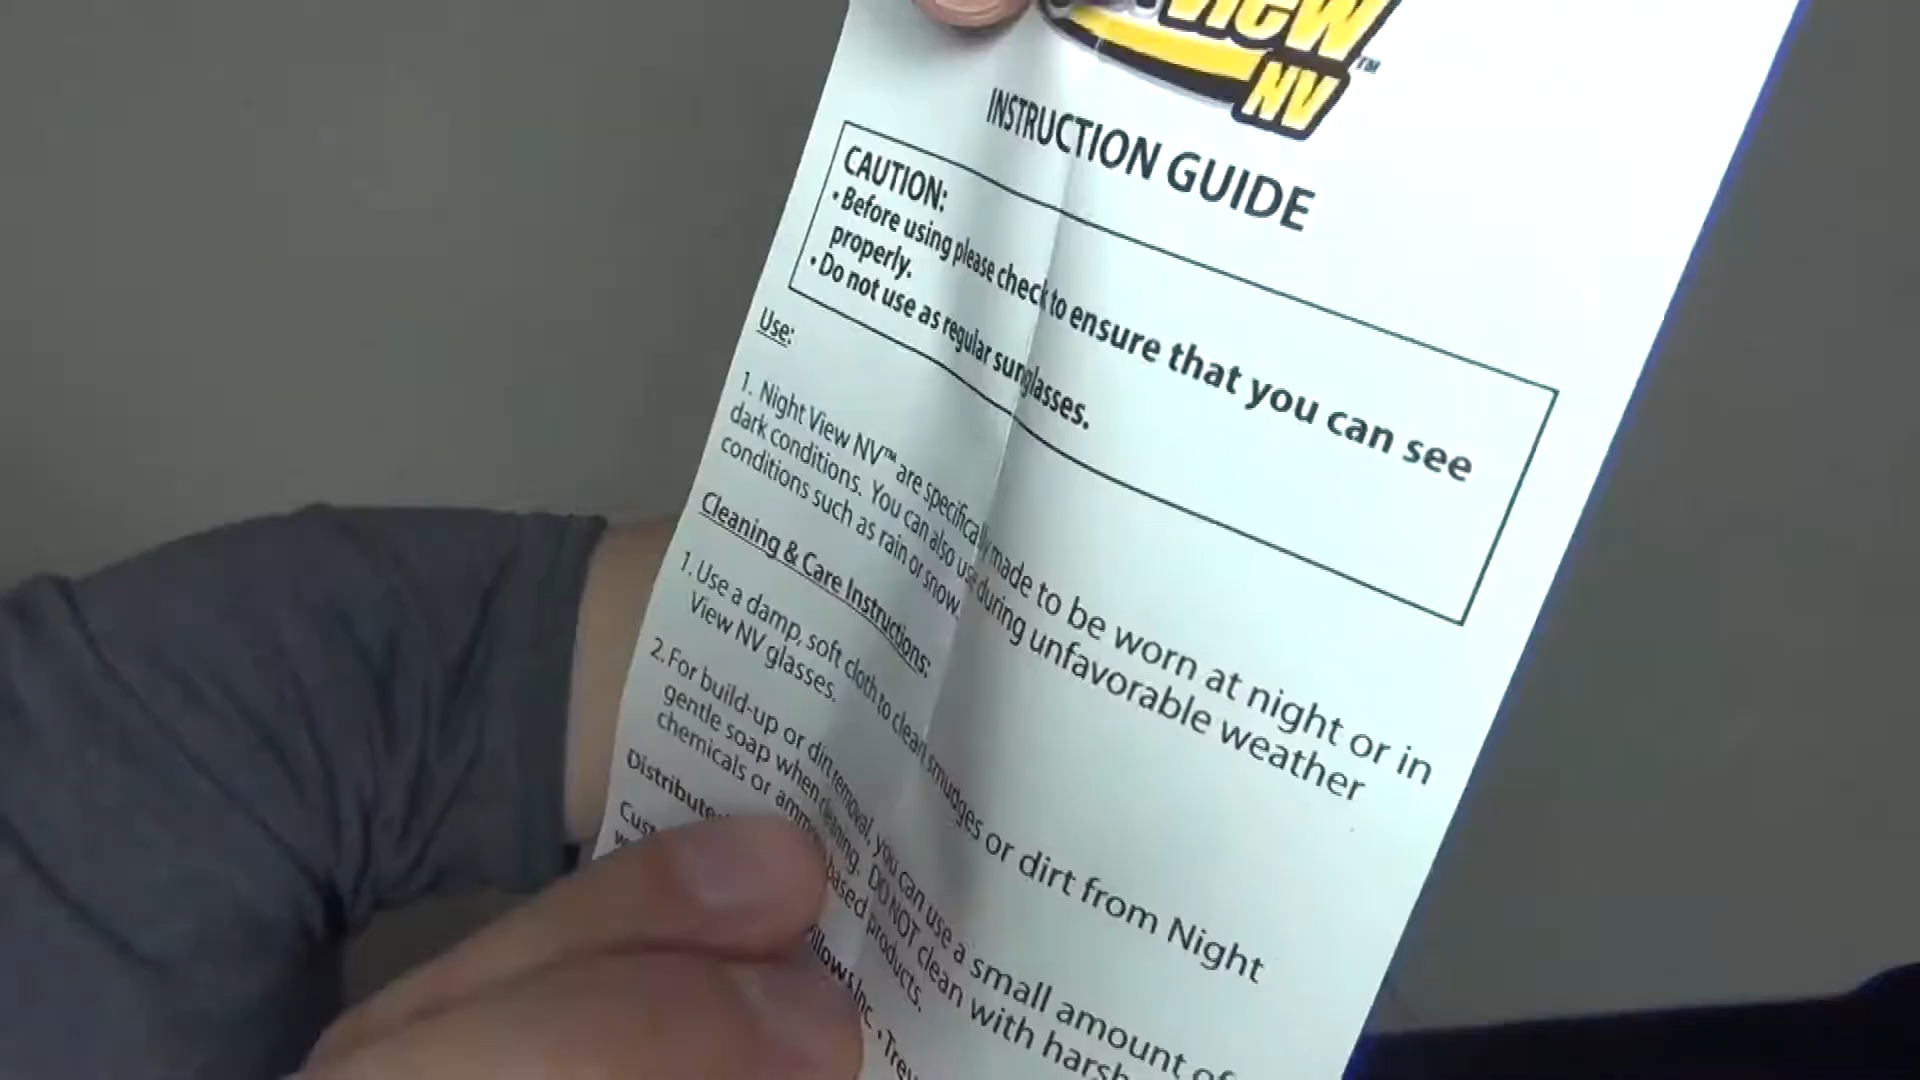 View™
NV
INSTRUCTION GUIDE
CAUTION:
• Before using please check to ensure that you can see
properly.
• Do not use as regular sunglasses.
Use:
1. Night View NV™ are specifically made to be worn at night or in
dark conditions. You can also use during unfavorable weather
conditions such as rain or snow.
Cleaning & Care Instructions:
1. Use a damp, soft cloth to clean smudges or dirt from Night
View NV glasses.
2. For build-up or dirt removal, you can use a small amount of
gentle soap when cleaning. DO NOT clean with harsh
chemicals or based products.
Inc. •